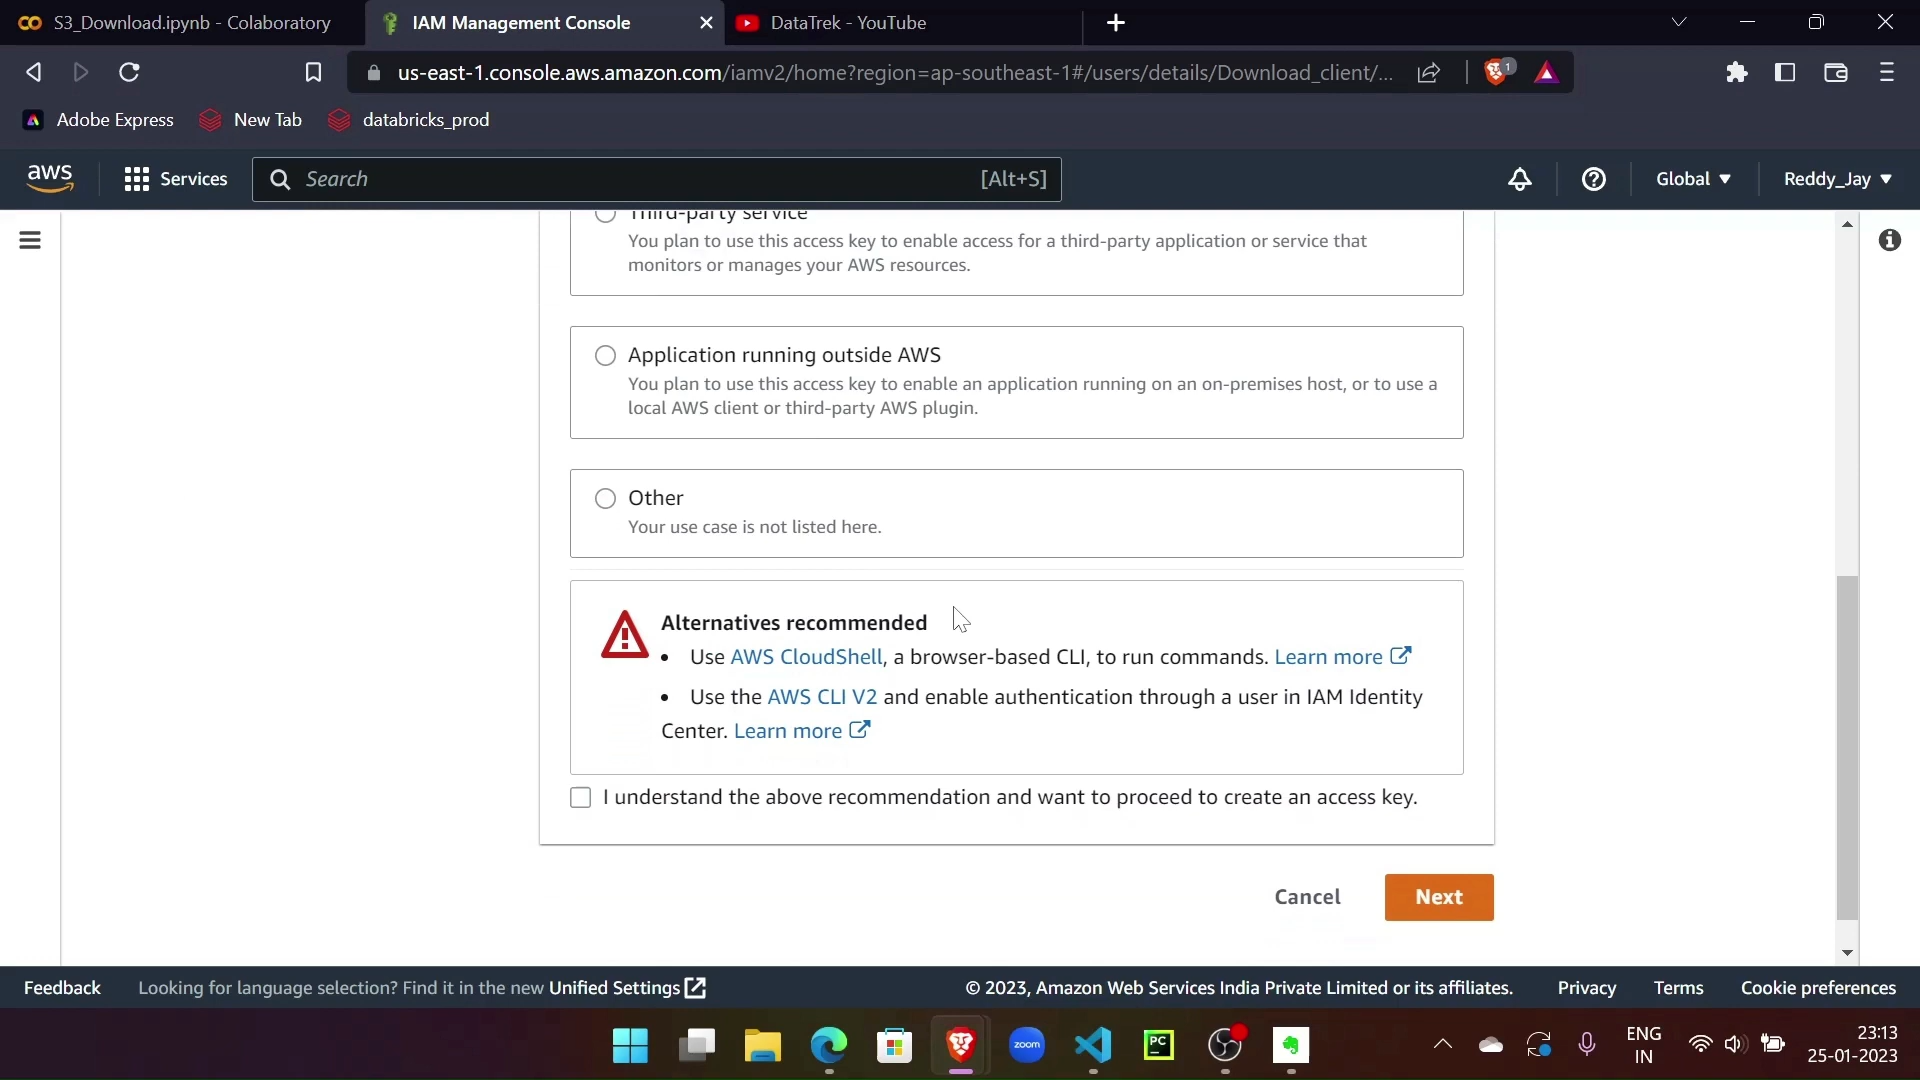 S3_Download.ipynb - Colaboratory
IAM Management Console
DataTrek - YouTube
us-east-1.console.aws.amazon.com/iamv2/home?region=ap-southeast-1#/users/details/Download_client/...
1
Adobe Express
New Tab
databricks_prod
aws
Services
Search
[Alt+S]
Global
Reddy_Jay
Third-party service
You plan to use this access key to enable access for a third-party application or service that
monitors or manages your AWS resources.
Application running outside AWS
You plan to use this access key to enable an application running on an on-premises host, or to use a
local AWS client or third-party AWS plugin.
Other
Your use case is not listed here.
Alternatives recommended
• Use AWS CloudShell, a browser-based CLI, to run commands. Learn more
• Use the AWS CLI V2 and enable authentication through a user in IAM Identity
Center. Learn more
I understand the above recommendation and want to proceed to create an access key.
Cancel
Next
Feedback
Looking for language selection? Find it in the new Unified Settings
© 2023, Amazon Web Services India Private Limited or its affiliates.
Privacy
Terms
Cookie preferences
zoom
PC
ENG
IN
23:13
25-01-2023